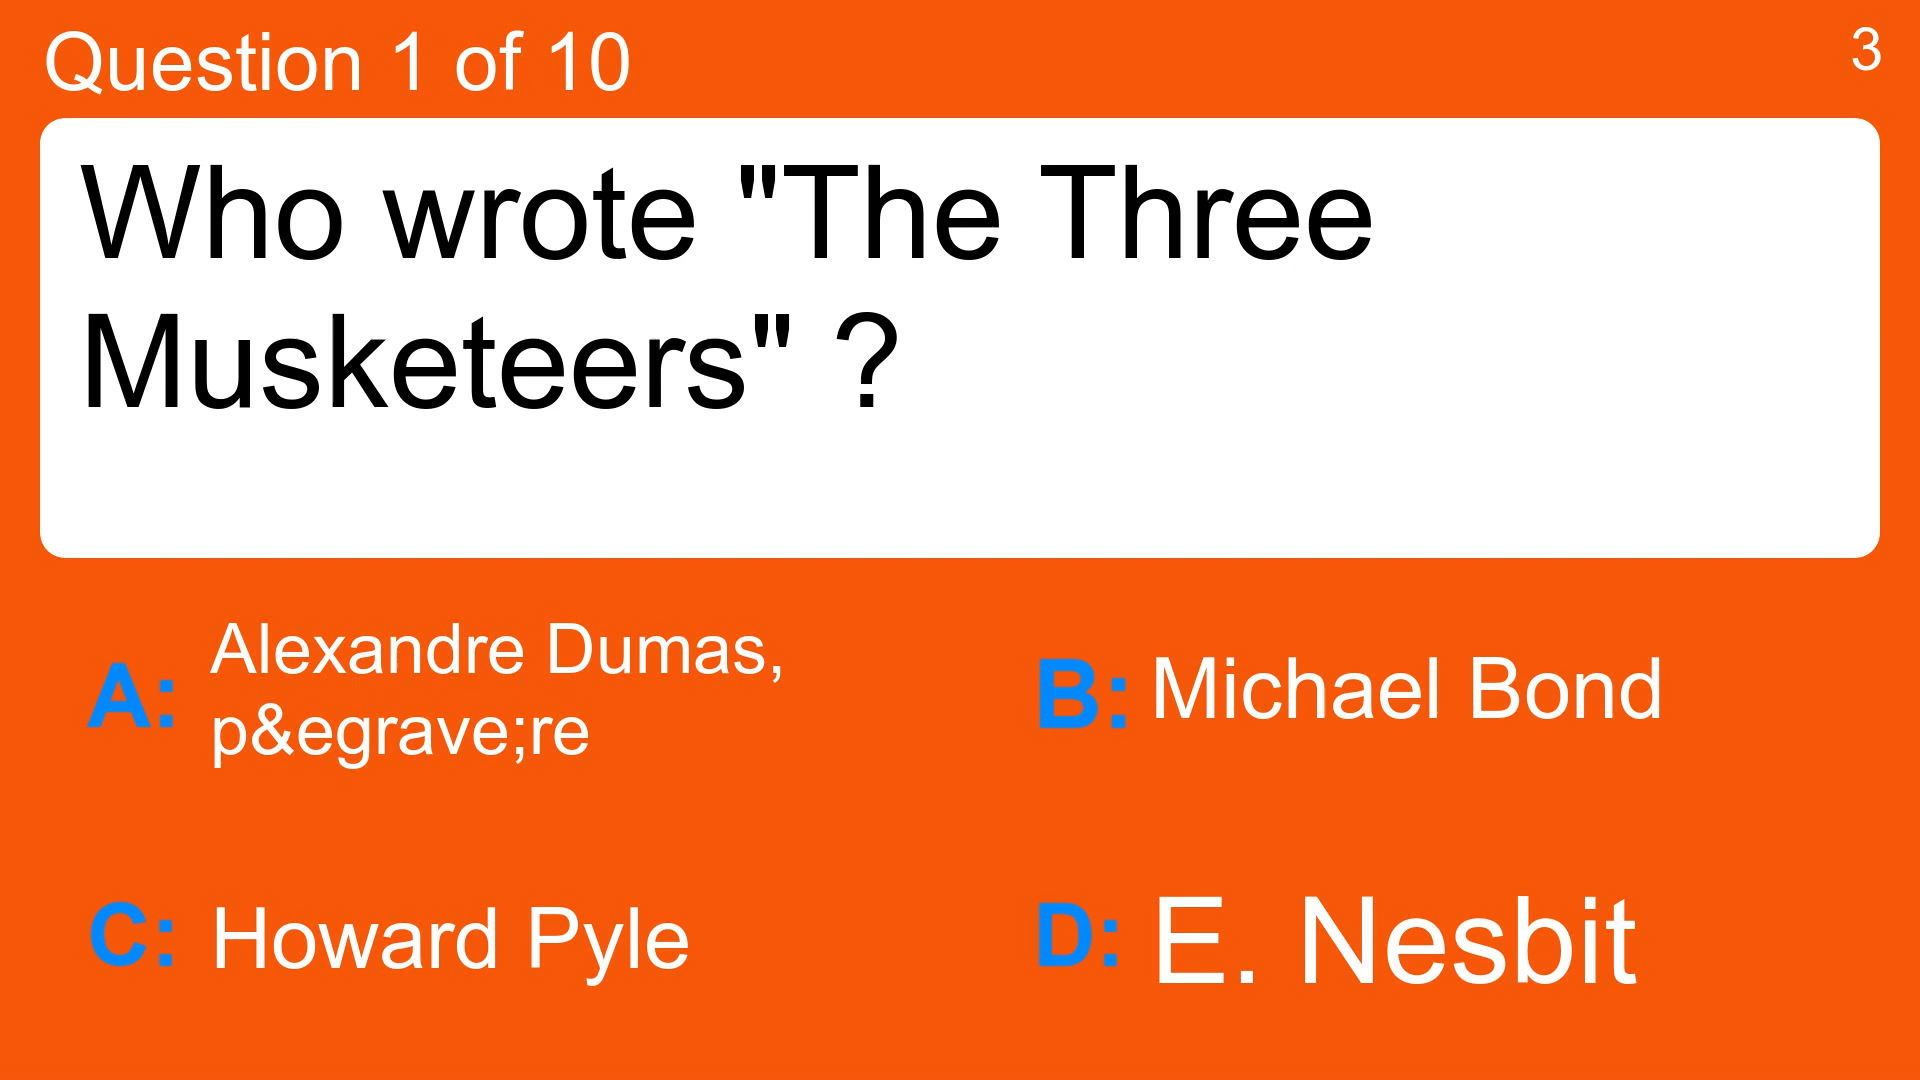 Question 1 of 10
3
Who wrote "The Three
Musketeers" ?
A: Alexandre Dumas,
p&egrave;re
B: Michael Bond
C: Howard Pyle
D: E. Nesbit